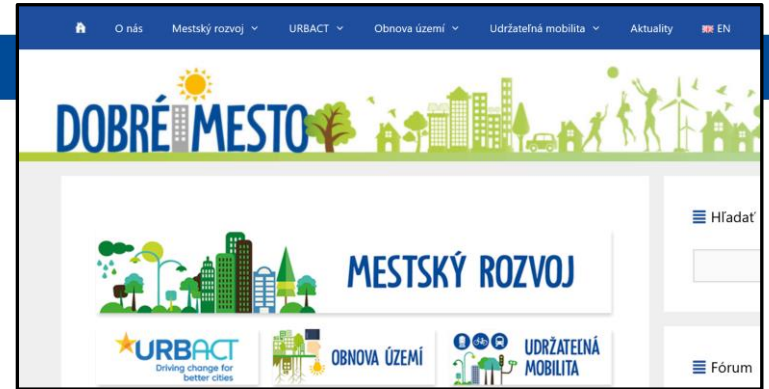 O nás Mestský rozvoj URBACT Obnova území Udržateľná mobilita Aktuality EN
DOBRÉ MESTO
Hľadať
MESTSKÝ ROZVOJ
URBACT
Driving change for
better cities
OBNOVA ÚZEMÍ
UDRŽATEĽNÁ
MOBILITA
Fórum